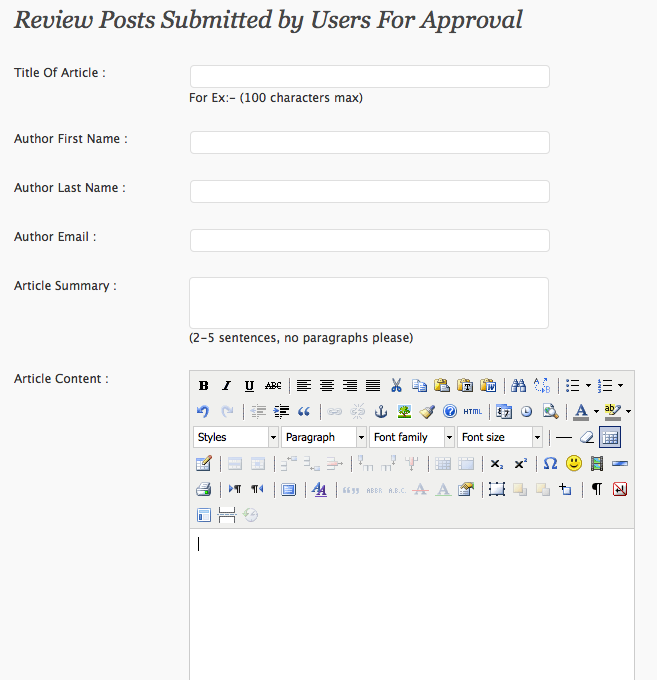 Review Posts Submitted by Users For Approval
Title Of Article :
For Ex:- (100 characters max)
Author First Name :
Author Last Name :
Author Email :
Article Summary :
(2-5 sentences, no paragraphs please)
Article Content :
B I U ABC
HTML
Styles Paragraph Font family Font size
ABBR A.B.C.